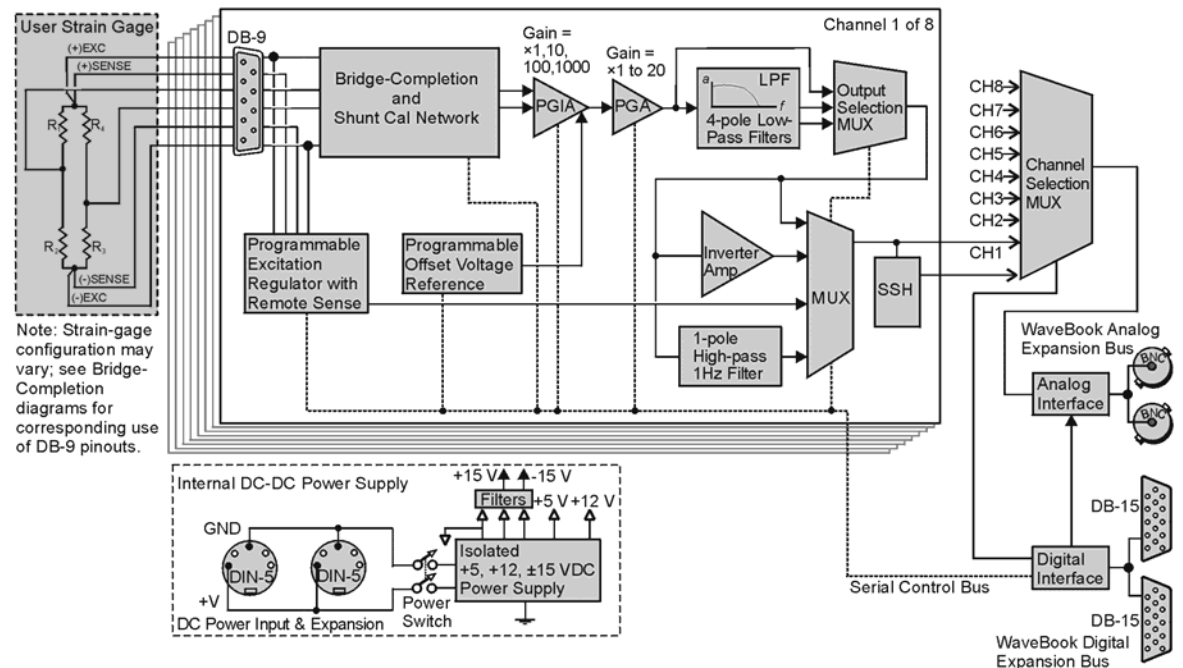 User Strain Gage
(+)EXC
(+)SENSE
R₁
R₄
R₂
R₃
(-)SENSE
(-)EXC
Note: Strain-gage
configuration may
vary; see Bridge-
Completion
diagrams for
corresponding use
of DB-9 pinouts.
DB-9
Channel 1 of 8
Bridge-Completion
and
Shunt Cal Network
Gain =
×1,10,
100,1000
PGIA
Gain =
×1 to 20
PGA
LPF
a
f
4-pole Low-
Pass Filters
Output
Selection
MUX
Programmable
Excitation
Regulator with
Remote Sense
Programmable
Offset Voltage
Reference
Inverter
Amp
1-pole
High-pass
1Hz Filter
MUX
SSH
CH8
CH7
CH6
CH5
CH4
CH3
CH2
CH1
Channel
Selection
MUX
WaveBook Analog
Expansion Bus
BNC
BNC
Analog
Interface
DB-15
Digital
Interface
DB-15
WaveBook Digital
Expansion Bus
Serial Control Bus
Internal DC-DC Power Supply
+15 V
-15 V
Filters
+5 V
+12 V
GND
DIN-5
DIN-5
+V
Isolated
+5, +12, ±15 VDC
Power Supply
Power
Switch
DC Power Input & Expansion